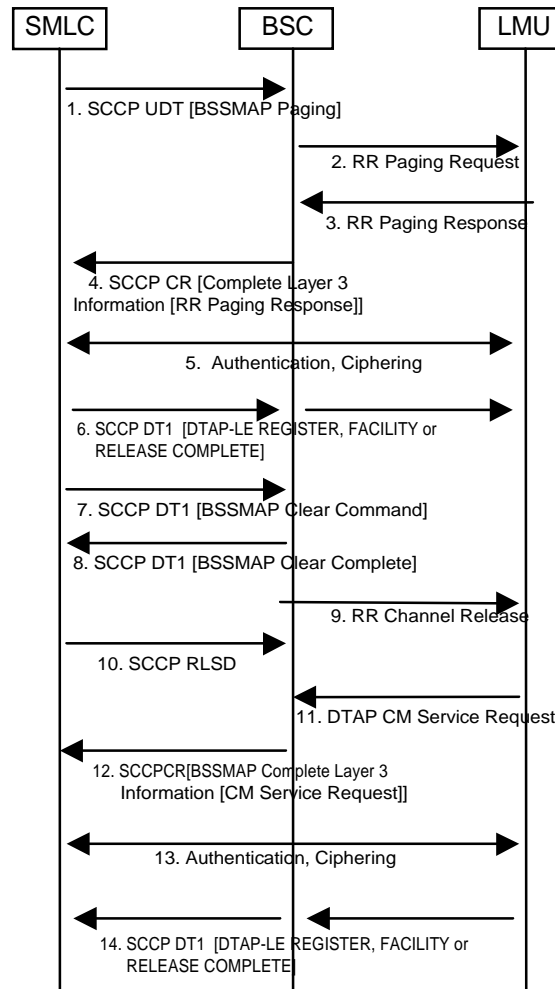 SMLC BSC LMU
1. SCCP UDT [BSSMAP Paging]
2. RR Paging Request
3. RR Paging Response
4. SCCP CR [Complete Layer 3
Information [RR Paging Response]]
5. Authentication, Ciphering
6. SCCP DT1 [DTAP-LE REGISTER, FACILITY or
RELEASE COMPLETE]
7. SCCP DT1 [BSSMAP Clear Command]
8. SCCP DT1 [BSSMAP Clear Complete]
9. RR Channel Release
10. SCCP RLSD
11. DTAP CM Service Request
12. SCCPCR[BSSMAP Complete Layer 3
Information [CM Service Request]]
13. Authentication, Ciphering
14. SCCP DT1 [DTAP-LE REGISTER, FACILITY or
RELEASE COMPLETE]